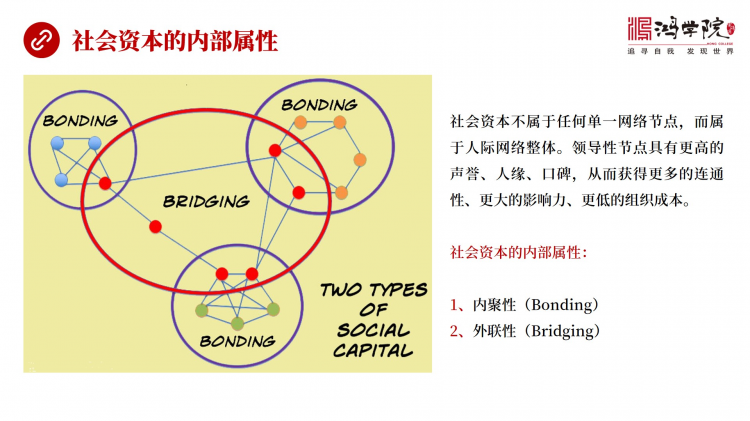 社会资本的内部属性
鸿学院
追寻自我 发现世界
BONDING
BONDING
BRIDGING
BONDING
TWO TYPES
OF
SOCIAL
CAPITAL
社会资本不属于任何单一网络节点，而属
于人际网络整体。领导性节点具有更高的
声誉、人缘、口碑，从而获得更多的连通
性、更大的影响力、更低的组织成本。
社会资本的内部属性：
1、内聚性（Bonding）
2、外联性（Bridging）